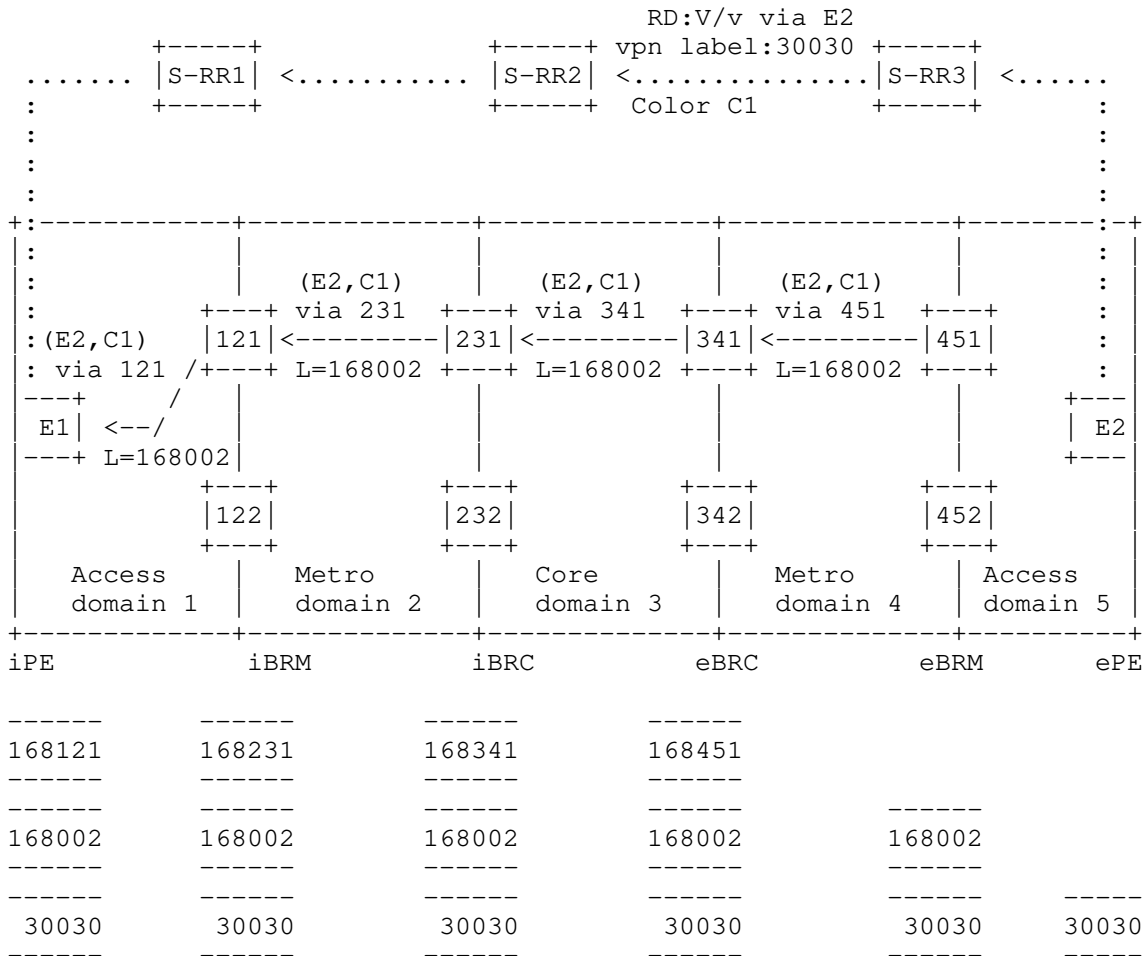 RD:V/v via E2
+-----+ +-----+ vpn label:30030 +-----+
....... |S-RR1| <........... |S-RR2| <................|S-RR3| <......
: +-----+ +-----+ Color C1 +-----+ :
: :
: :
: :
: :
+:-------------+---------------+---------------+---------------+---------:-+
|: | | | | : |
|: | (E2,C1) | (E2,C1) | (E2,C1) | : |
|: +---+ via 231 +---+ via 341 +---+ via 451 +---+ : |
|:(E2,C1) |121|<---------|231|<---------|341|<---------|451| : |
|: via 121 /+---+ L=168002 +---+ L=168002 +---+ L=168002 +---+ : |
|---+ / | | | | +---|
| E1| <--/ | | | | | E2|
|---+ L=168002| | | | +---|
| +---+ +---+ +---+ +---+ |
| |122| |232| |342| |452| |
| +---+ +---+ +---+ +---+ |
| Access | Metro | Core | Metro | Access |
| domain 1 | domain 2 | domain 3 | domain 4 | domain 5 |
+--------------+---------------+---------------+---------------+-----------+
iPE iBRM iBRC eBRC eBRM ePE
------ ------ ------ ------
168121 168231 168341 168451
------ ------ ------ ------
------ ------ ------ ------ ------
168002 168002 168002 168002 168002
------ ------ ------ ------ ------
------ ------ ------ ------ ------ -----
30030 30030 30030 30030 30030 30030
------ ------ ------ ------ ------ -----